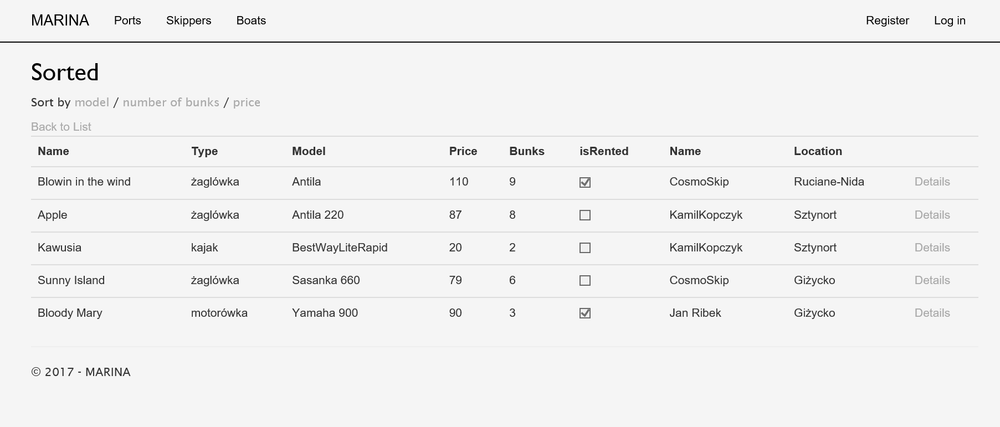 MARINA Ports Skippers Boats Register Log in
Sorted
Sort by model / number of bunks / price
Back to List
Name Type Model Price Bunks isRented Name Location
Blowin in the wind żaglówka Antila 110 9 CosmoSkip Ruciane-Nida Details
Apple żaglówka Antila 220 87 8 KamilKopczyk Sztynort Details
Kawusia kajak BestWayLiteRapid 20 2 KamilKopczyk Sztynort Details
Sunny Island żaglówka Sasanka 660 79 6 CosmoSkip Giżycko Details
Bloody Mary motorówka Yamaha 900 90 3 Jan Ribek Giżycko Details
© 2017 - MARINA